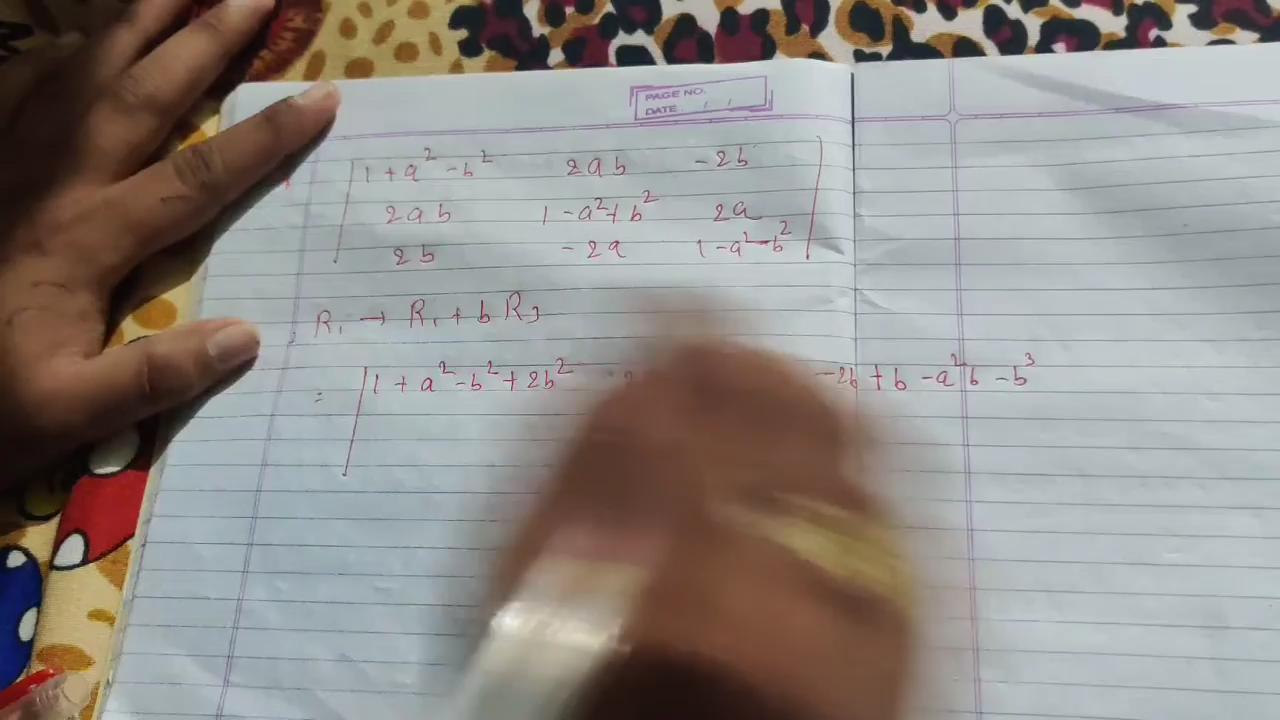 PAGE NO.
DATE / /
1 + a² - b² 2ab -2b
2ab 1 - a² + b² 2a
2b -2a 1 - a² - b²
R₁ → R₁ + bR₃
= 1 + a² - b² + 2b² -2b + b - a²b - b³